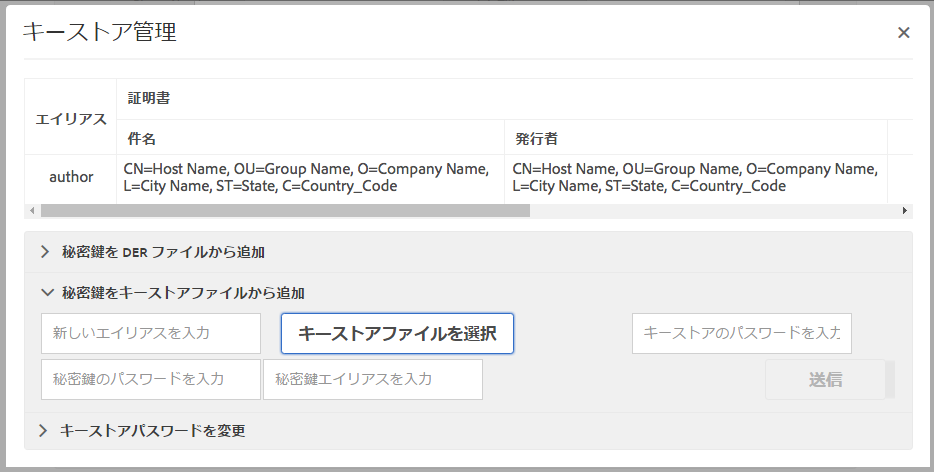 キーストア管理
エイリアス
証明書
件名
発行者
author
CN=Host Name, OU=Group Name, O=Company Name,
L=City Name, ST=State, C=Country_Code
CN=Host Name, OU=Group Name, O=Company Name,
L=City Name, ST=State, C=Country_Code
秘密鍵を DER ファイルから追加
秘密鍵をキーストアファイルから追加
新しいエイリアスを入力
キーストアファイルを選択
キーストアのパスワードを入力
秘密鍵のパスワードを入力
秘密鍵エイリアスを入力
送信
キーストアパスワードを変更